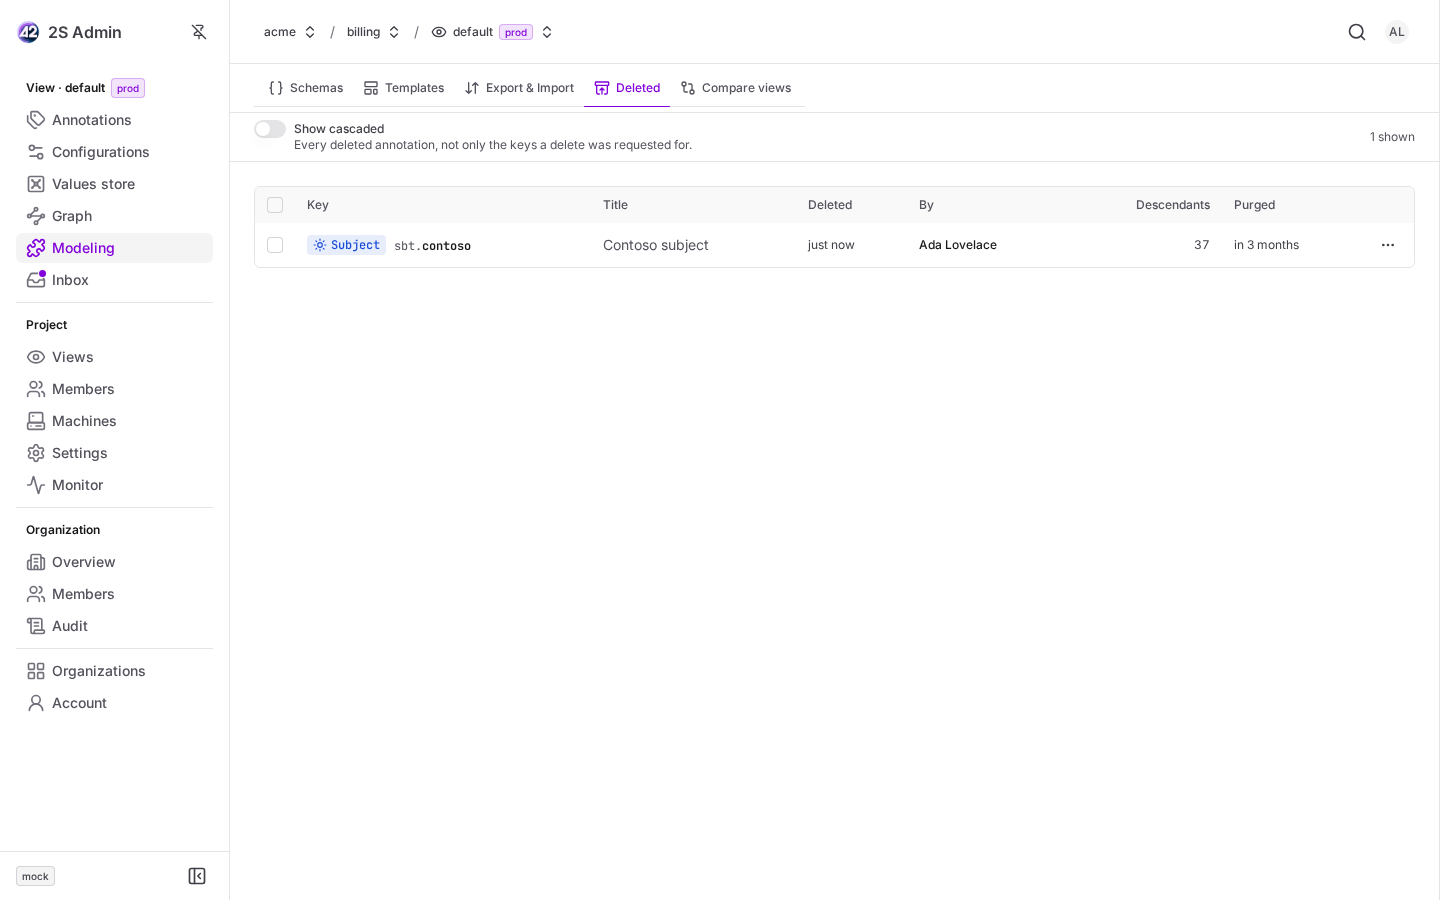 42 2S Admin
acme / billing / default prod
AL
View · default prod
Annotations
Configurations
Values store
Graph
Modeling
Inbox
Project
Views
Members
Machines
Settings
Monitor
Organization
Overview
Members
Audit
Organizations
Account
mock
Schemas Templates Export & Import Deleted Compare views
Show cascaded
Every deleted annotation, not only the keys a delete was requested for.
1 shown
Key Title Deleted By Descendants Purged
Subject sbt.contoso Contoso subject just now Ada Lovelace 37 in 3 months